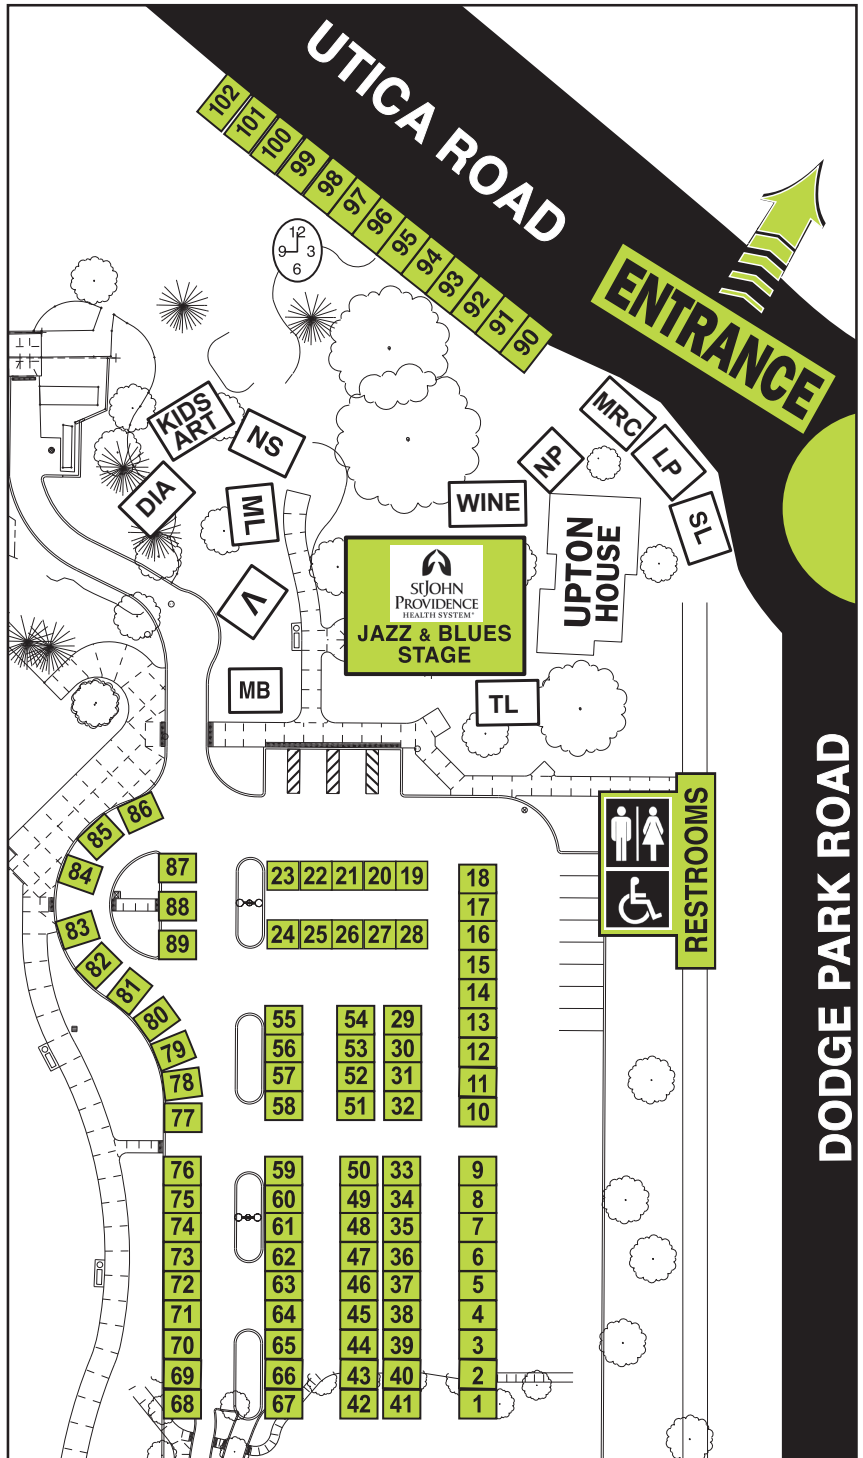 UTICA ROAD
102
101
100
99
98
97
96
95
94
93
92
91
90
12
9 3
6
ENTRANCE
KIDS
ART
NS
DIA
ML
V
MB
WINE
NP
MRC
LP
SL
UPTON
HOUSE
ST JOHN
PROVIDENCE
HEALTH SYSTEM
JAZZ & BLUES
STAGE
TL
RESTROOMS
DODGE PARK ROAD
86
85
84
83
82
81
80
79
78
77
87
88
89
23 22 21 20 19
24 25 26 27 28
18
17
16
15
14
13
12
11
10
55 54 29
56 53 30
57 52 31
58 51 32
76 59 50 33 9
75 60 49 34 8
74 61 48 35 7
73 62 47 36 6
72 63 46 37 5
71 64 45 38 4
70 65 44 39 3
69 66 43 40 2
68 67 42 41 1